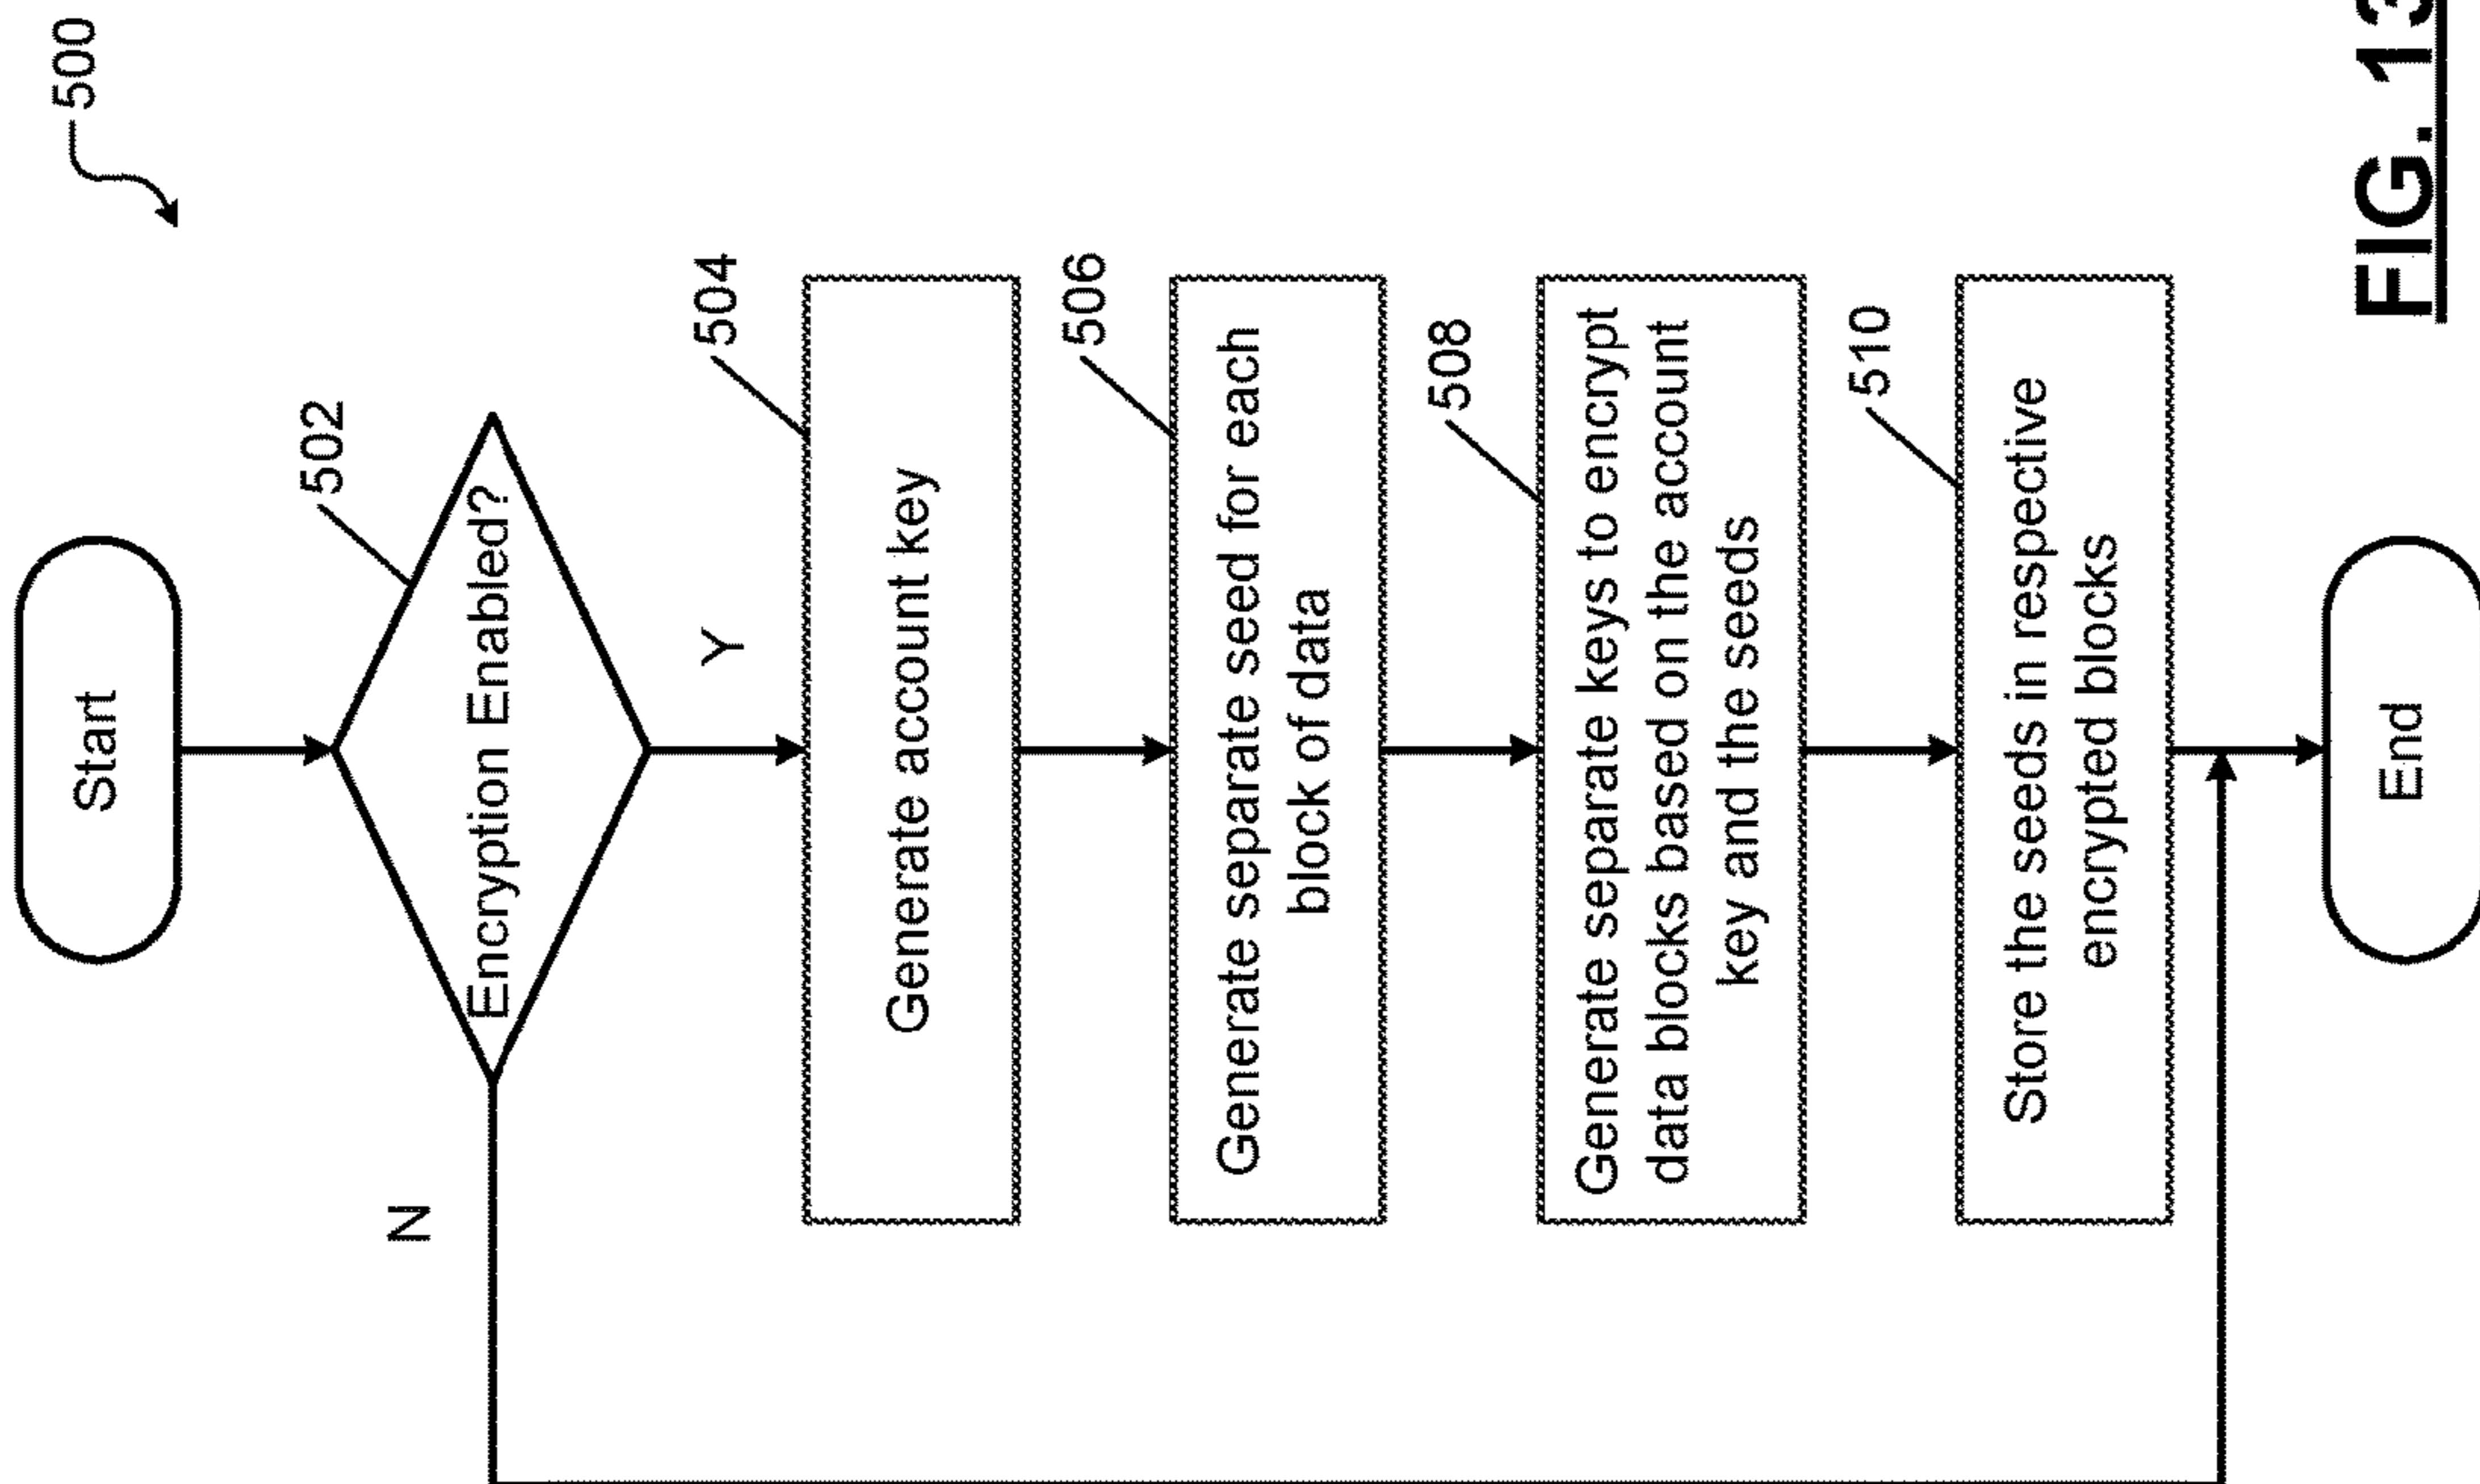 500
Start
502
Encryption Enabled?
N
Y
504
Generate account key
506
Generate separate seed for each
block of data
508
Generate separate keys to encrypt
data blocks based on the account
key and the seeds
510
Store the seeds in respective
encrypted blocks
End
FIG. 13